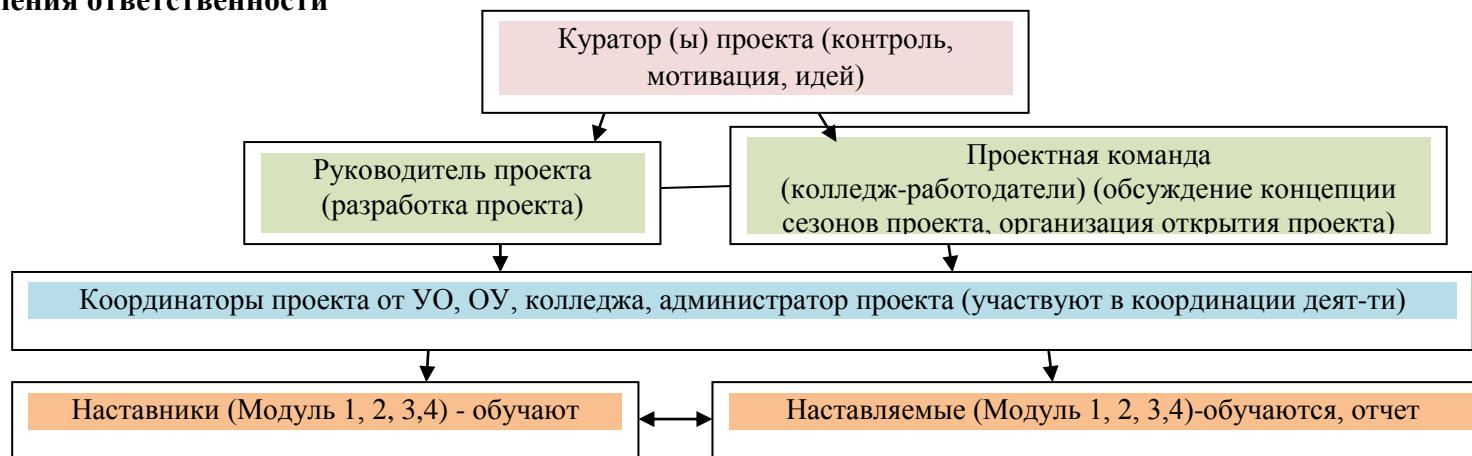 ответственности
Куратор (ы) проекта (контроль,
мотивация, идей)
Руководитель проекта
(разработка проекта)
Проектная команда
(колледж-работодатели) (обсуждение концепции
сезонов проекта, организация открытия проекта)
Координаторы проекта от УО, ОУ, колледжа, администратор проекта (участвуют в координации деят-ти)
Наставники (Модуль 1, 2, 3,4) - обучают
Наставляемые (Модуль 1, 2, 3,4)-обучаются, отчет